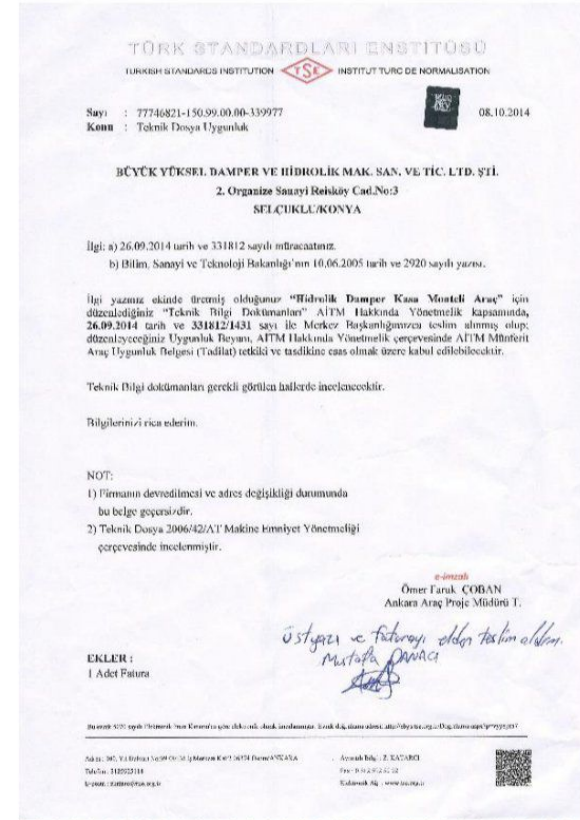 TÜRK STANDARDLARI ENSTİTÜSÜ
TURKISH STANDARDS INSTITUTION TSE INSTITUT TURC DE NORMALISATION
Sayı : 77746821-150.99.00.00-339977 08.10.2014
Konu : Teknik Dosya Uygunluk
BÜYÜK YÜKSEL DAMPER VE HİDROLİK MAK. SAN. VE TİC. LTD. ŞTİ.
2. Organize Sanayi Reisköy Cad.No:3
SELÇUKLU/KONYA
İlgi: a) 26.09.2014 tarih ve 331812 sayılı müracaatınız.
b) Bilim, Sanayi ve Teknoloji Bakanlığı'nın 10.06.2005 tarih ve 2920 sayılı yazısı.
İlgi yazınız ekinde üretmiş olduğunuz "Hidrolik Damper Kasa Monteli Araç" için
düzenlediğiniz "Teknik Bilgi Dokümanları" AİTM Hakkında Yönetmelik kapsamında,
26.09.2014 tarih ve 331812/1431 sayı ile Merkez Başkanlığımızca teslim alınmış olup;
düzenleyeceğiniz Uygunluk Beyanı, AİTM Hakkında Yönetmelik çerçevesinde AİTM Münferit
Araç Uygunluk Belgesi (Tadilat) tetkiki ve tasdikine esas olmak üzere kabul edilebilecektir.
Teknik Bilgi dokümanları gerekli görülen hallerde incelenecektir.
Bilgilerinizi rica ederim.
NOT:
1) Firmanın devredilmesi ve adres değişikliği durumunda
bu belge geçersizdir.
2) Teknik Dosya 2006/42/AT Makine Emniyet Yönetmeliği
çerçevesinde incelenmiştir.
e-imzalı
Ömer Faruk ÇOBAN
Ankara Araç Proje Müdürü T.
Üstyazı ve faturayı elden teslim aldım.
Mustafa DANACI
EKLER :
1 Adet Fatura